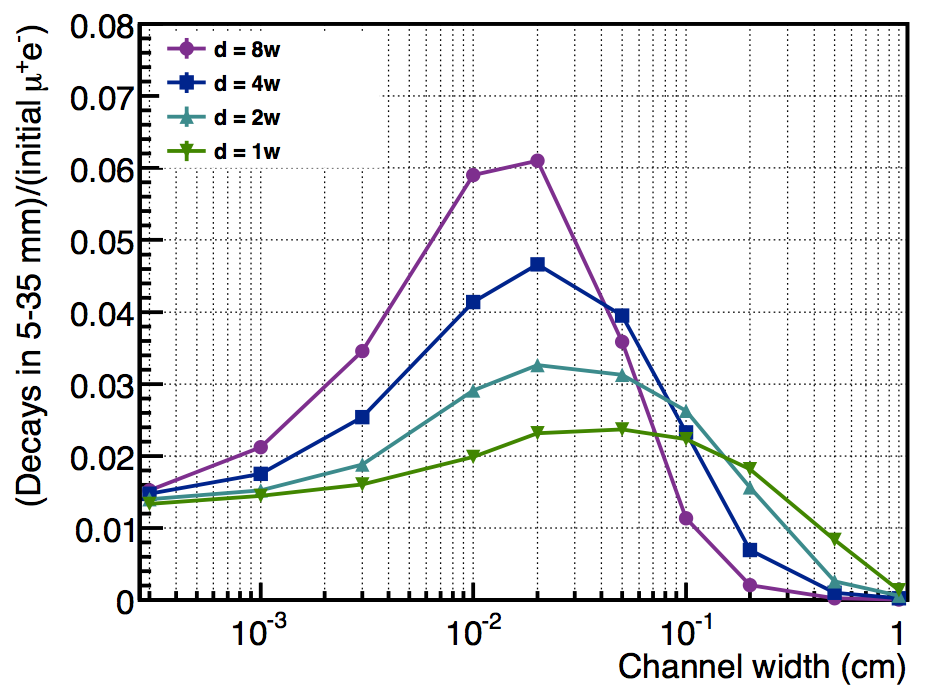 (Decays in 5-35 mm)/(initial μ⁺e⁻)
0.08
0.07
0.06
0.05
0.04
0.03
0.02
0.01
0
d = 8w
d = 4w
d = 2w
d = 1w
10⁻³ 10⁻² 10⁻¹ 1
Channel width (cm)